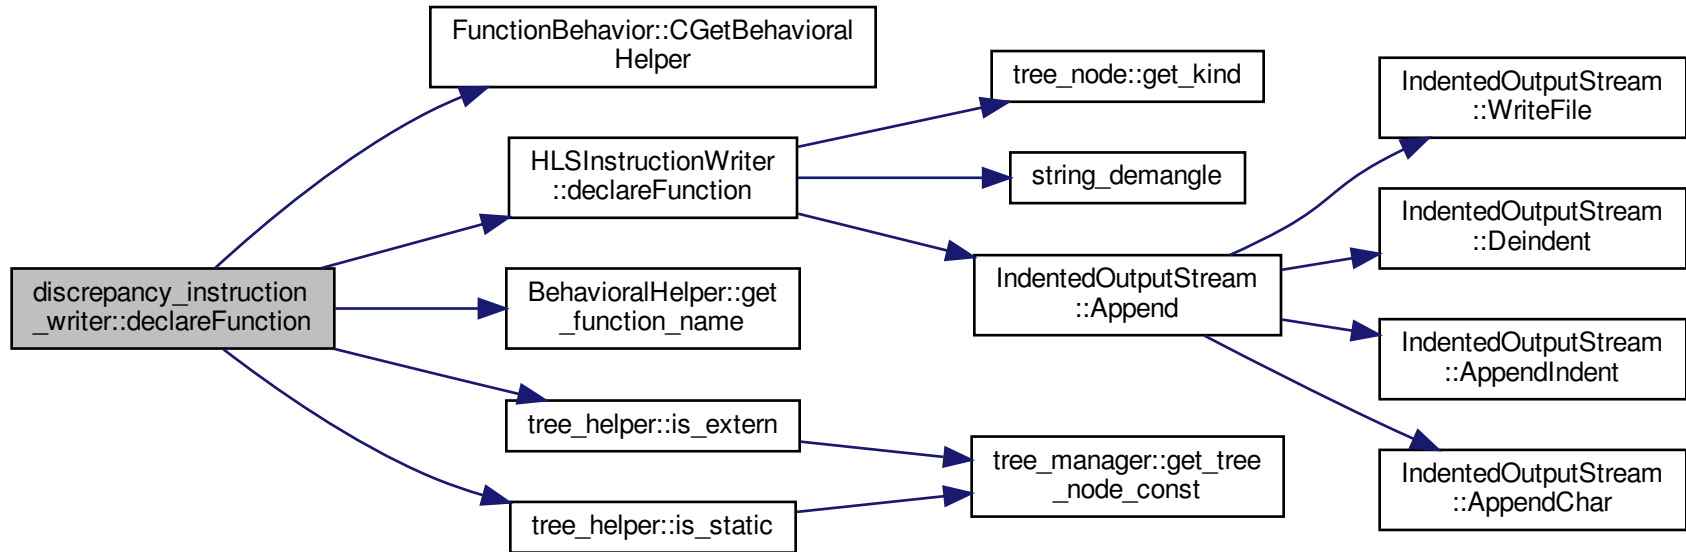 discrepancy_instruction
_writer::declareFunction
FunctionBehavior::CGetBehavioral
Helper
HLSInstructionWriter
::declareFunction
BehavioralHelper::get
_function_name
tree_helper::is_extern
tree_helper::is_static
tree_node::get_kind
string_demangle
IndentedOutputStream
::Append
tree_manager::get_tree
_node_const
IndentedOutputStream
::WriteFile
IndentedOutputStream
::Deindent
IndentedOutputStream
::AppendIndent
IndentedOutputStream
::AppendChar